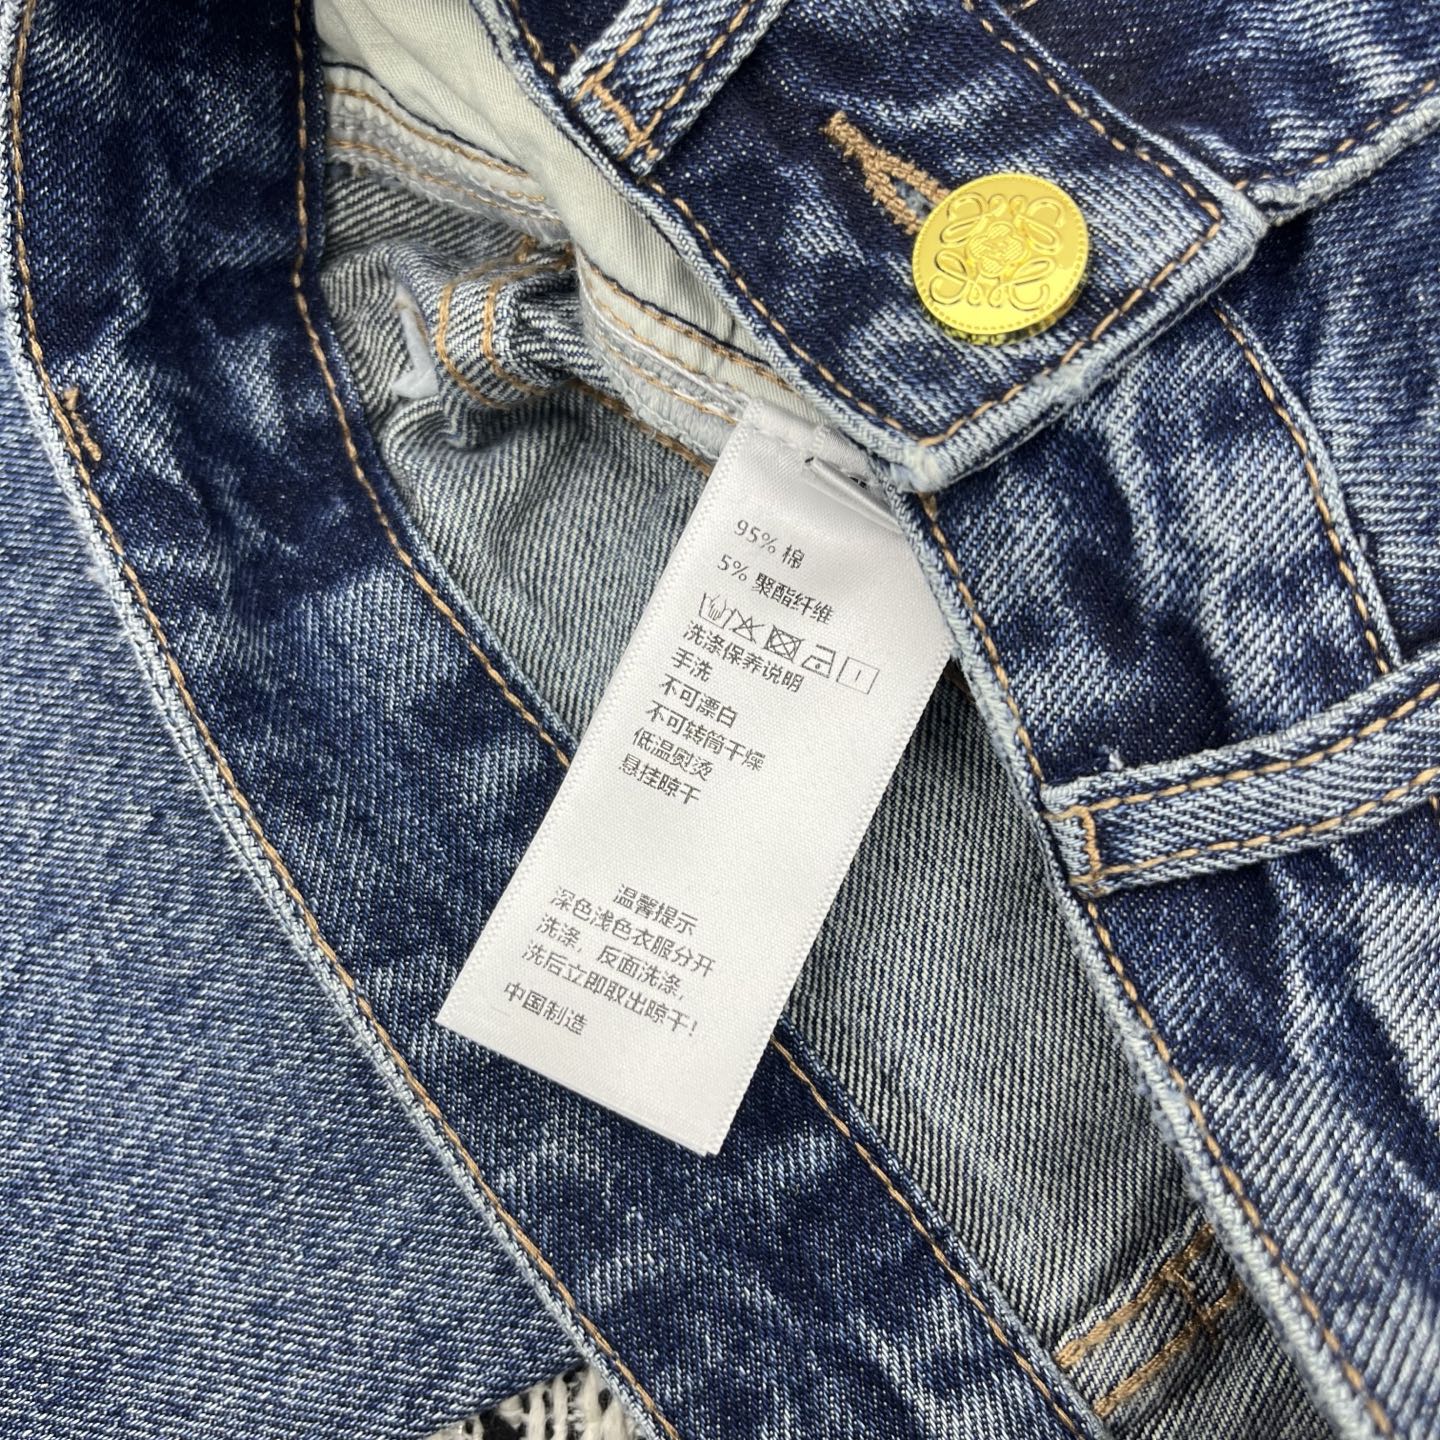 95% 棉
5% 聚酯纤维
洗涤保养说明
手洗
不可漂白
不可转筒干燥
低温熨烫
悬挂晾干
温馨提示
深色浅色衣服分开
洗涤，反面洗涤，
洗后立即取出晾干！
中国制造